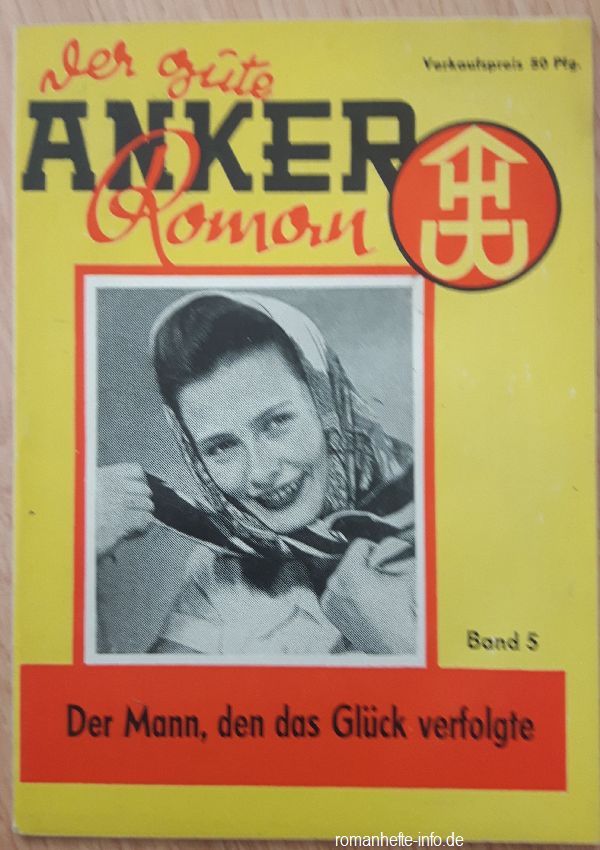 Der gute
Verkaufspreis 50 Pfg.
ANKER
Roman
Band 5
Der Mann, den das Glück verfolgte
romanhefte-info.de